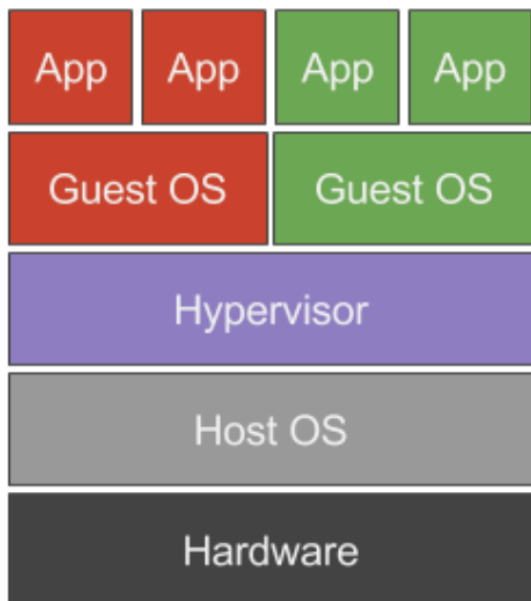 App App App App
Guest OS Guest OS
Hypervisor
Host OS
Hardware